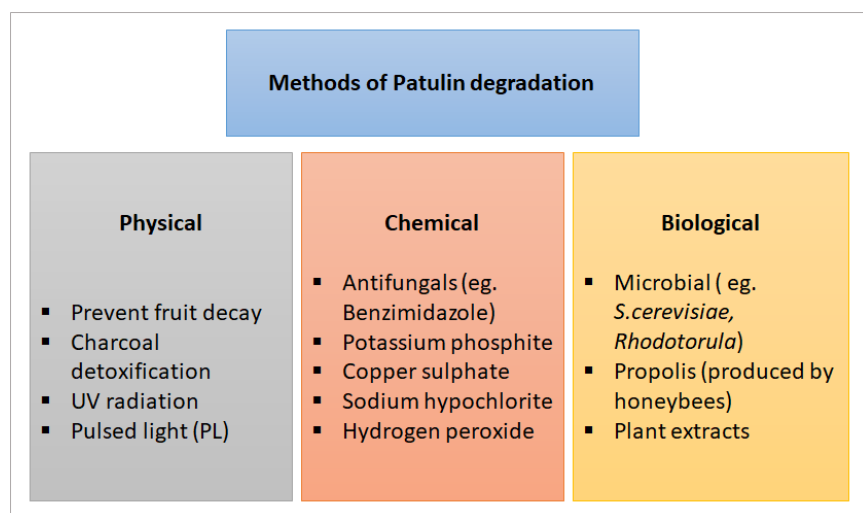 Methods of Patulin degradation
Physical
▪ Prevent fruit decay
▪ Charcoal
detoxification
▪ UV radiation
▪ Pulsed light (PL)
Chemical
▪ Antifungals (eg.
Benzimidazole)
▪ Potassium phosphite
▪ Copper sulphate
▪ Sodium hypochlorite
▪ Hydrogen peroxide
Biological
▪ Microbial ( eg.
S.cerevisiae,
Rhodotorula)
▪ Propolis (produced by
honeybees)
▪ Plant extracts